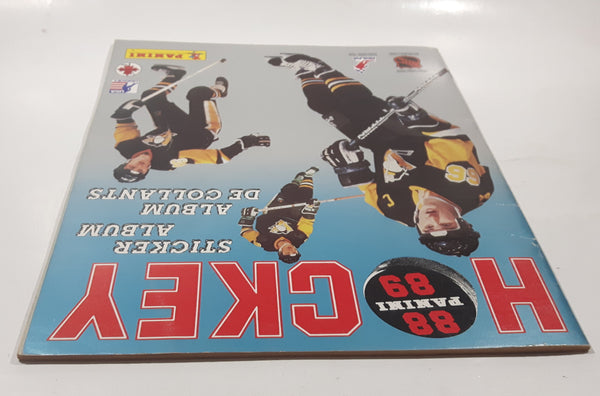 HOCKEY
88
PANINI
89
STICKER
ALBUM
ALBUM
DE COLLANTS
C
PANINI